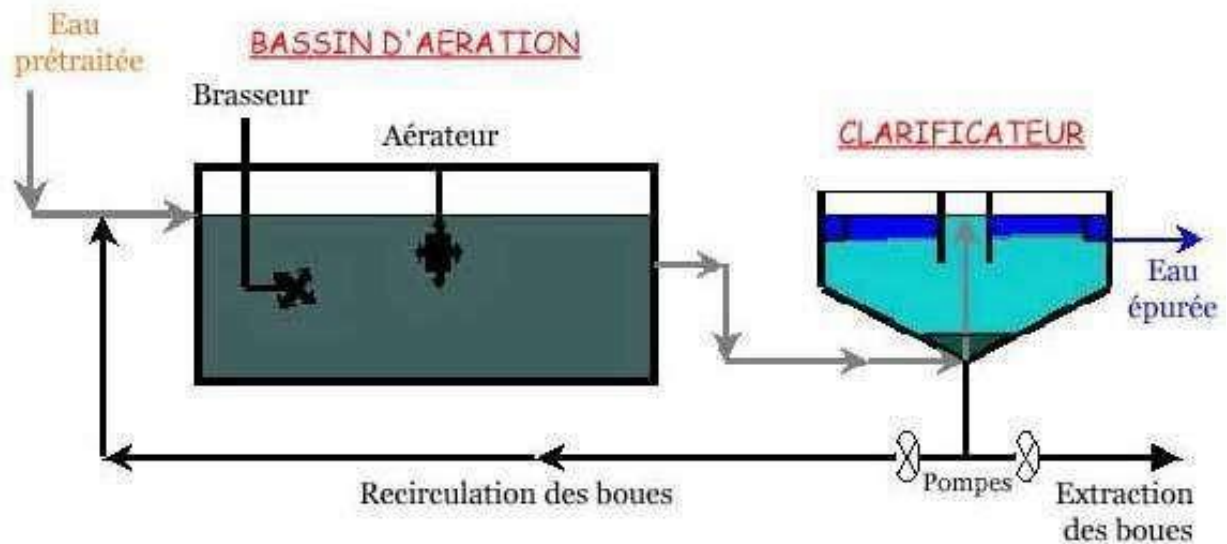 Eau
prétraitée
BASSIN D'AERATION
Brasseur
Aérateur
CLARIFICATEUR
Eau
épurée
Recirculation des boues
Pompes
Extraction
des boues